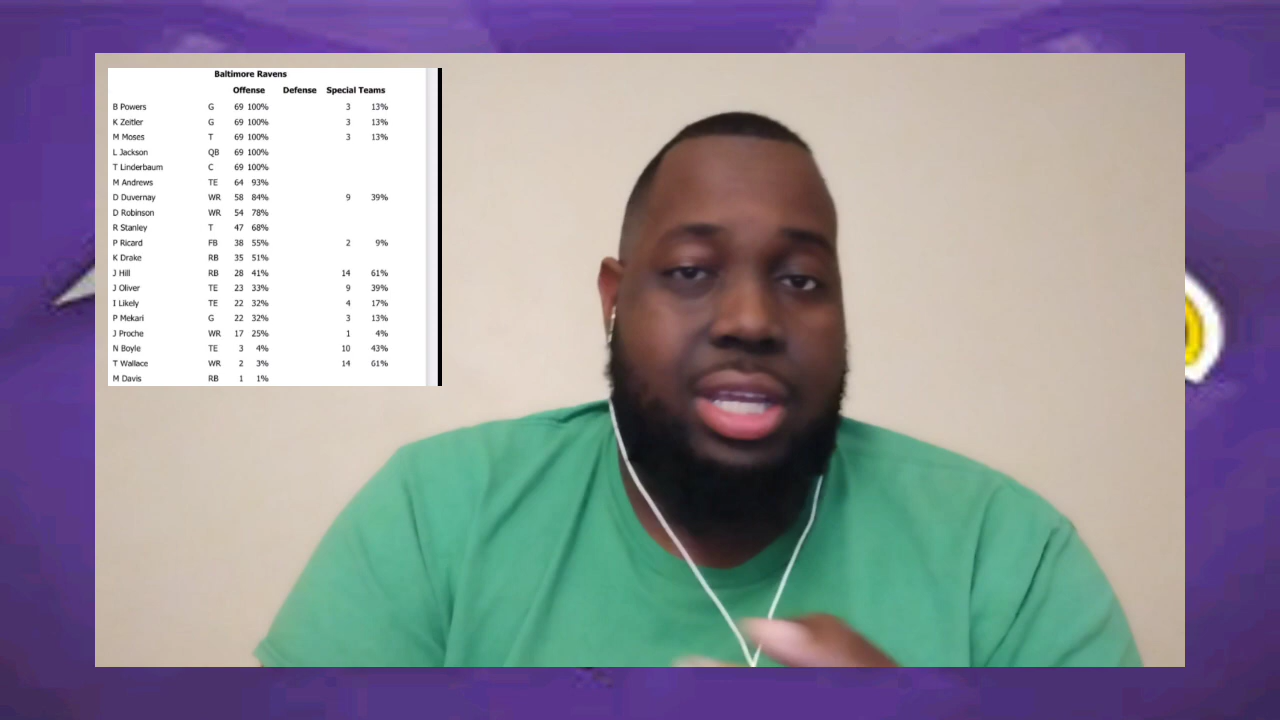 Baltimore Ravens
Offense Defense Special Teams
B Powers G 69 100% 3 13%
K Zeitler G 69 100% 3 13%
M Moses T 69 100% 3 13%
L Jackson QB 69 100%
T Linderbaum C 69 100%
M Andrews TE 64 93%
D Duvernay WR 58 84% 9 39%
D Robinson WR 54 78%
R Stanley T 47 68%
P Ricard FB 38 55% 2 9%
K Drake RB 35 51%
J Hill RB 28 41% 14 61%
J Oliver TE 23 33% 9 39%
I Likely TE 22 32% 4 17%
P Mekari G 22 32% 3 13%
J Proche WR 17 25% 1 4%
N Boyle TE 3 4% 10 43%
T Wallace WR 2 3% 14 61%
M Davis RB 1 1%